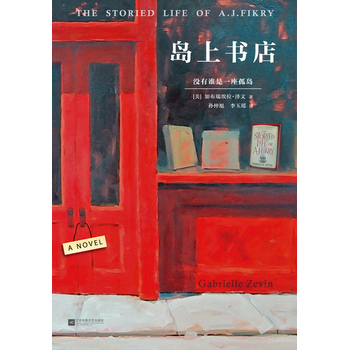 THE STORIED LIFE OF A.J.FIKRY
岛上书店
没有谁是一座孤岛
[美] 加布瑞埃拉·泽文 著
孙仲旭 李玉瑶 译
STORIED
LIFE OF
A.J.FIKRY
A NOVEL
Gabrielle Zevin